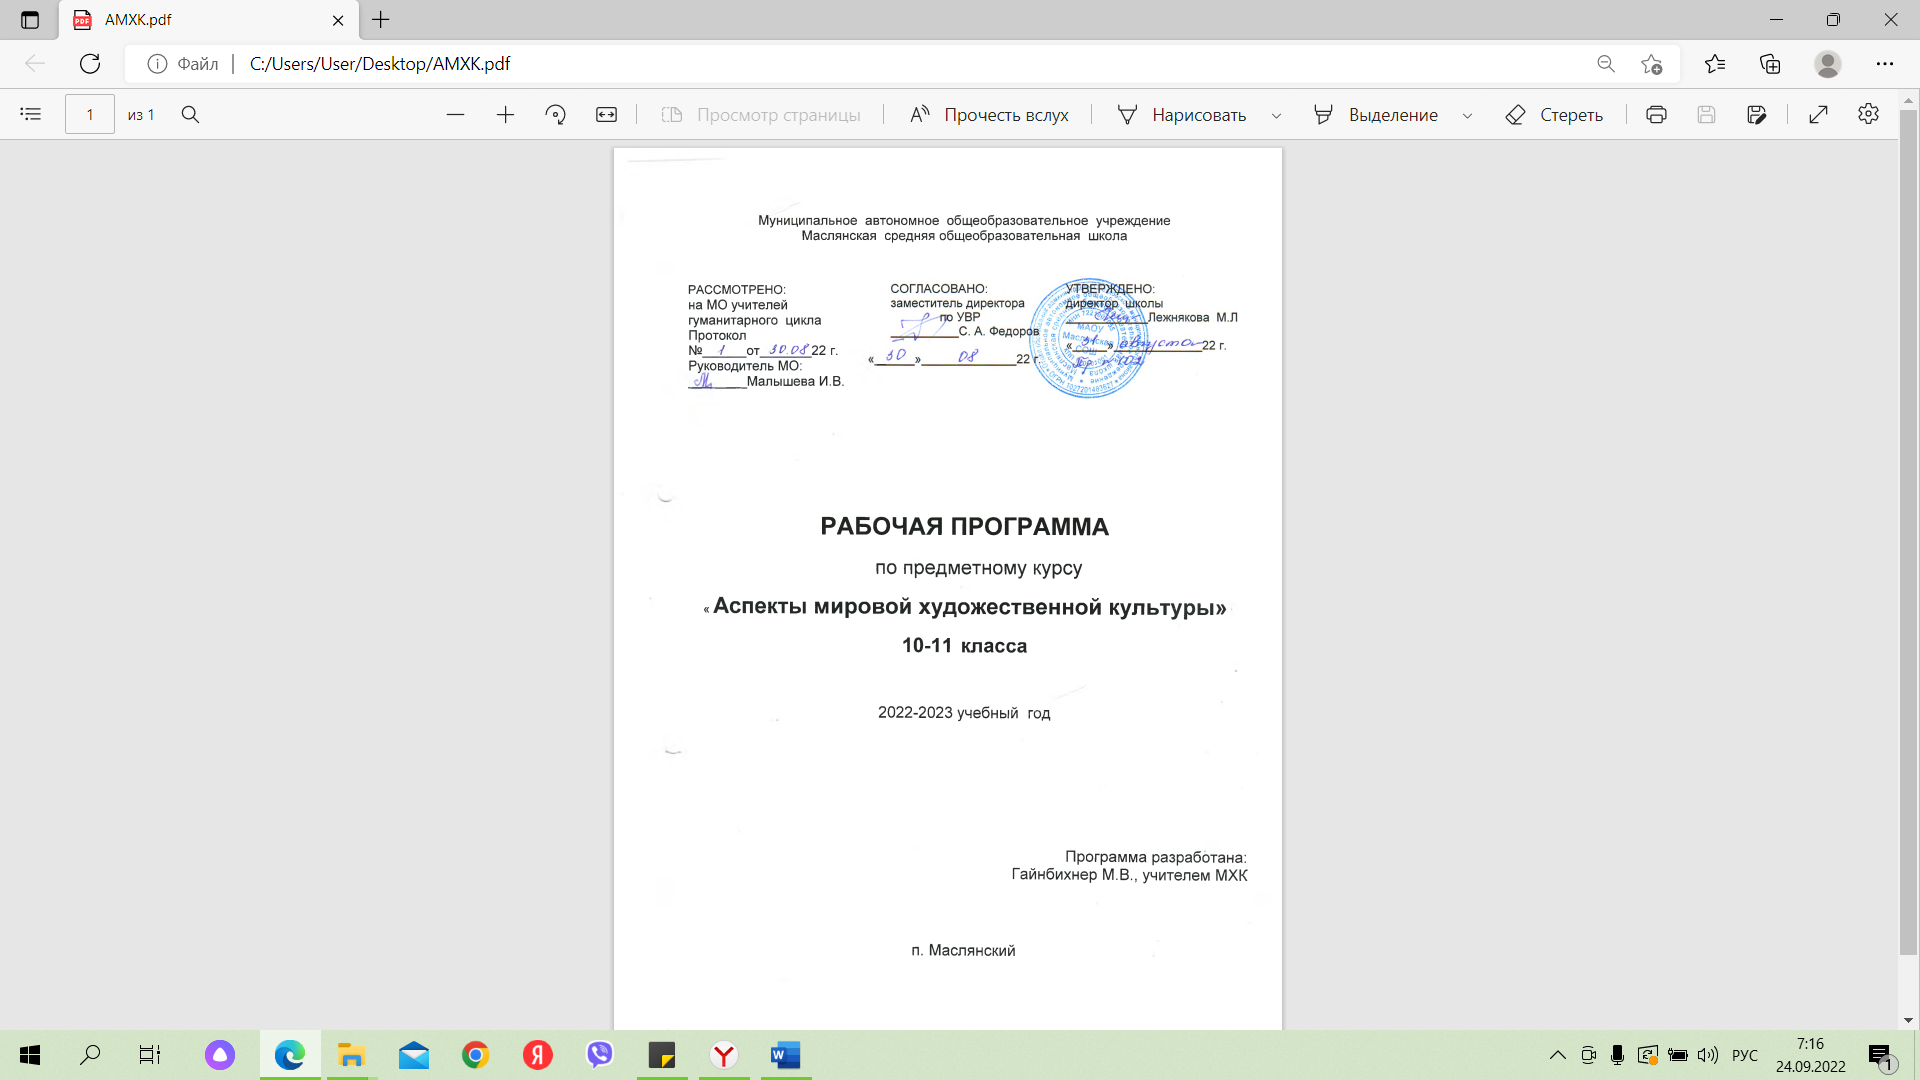 AMXK.pdf
Файл C:/Users/User/Desktop/AMXK.pdf
1 из 1 Просмотр страницы Прочесть вслух Нарисовать Выделение Стереть
Муниципальное автономное общеобразовательное учреждение
Маслянская средняя общеобразовательная школа
РАССМОТРЕНО:
на МО учителей
гуманитарного цикла
Протокол
№ 1 от 30.08 22 г.
Руководитель МО:
Малышева И.В.
СОГЛАСОВАНО:
заместитель директора
по УВР
С. А. Федоров
« 30 » 08 22 г.
УТВЕРЖДЕНО:
директор школы
Лежнякова М.Л
« 31 » августа 22 г.
МАОУ
Маслянская
СОШ
РАБОЧАЯ ПРОГРАММА
по предметному курсу
« Аспекты мировой художественной культуры»
10-11 класса
2022-2023 учебный год
Программа разработана:
Гайнбихнер М.В., учителем МХК
п. Маслянский
РУС
7:16
24.09.2022
1